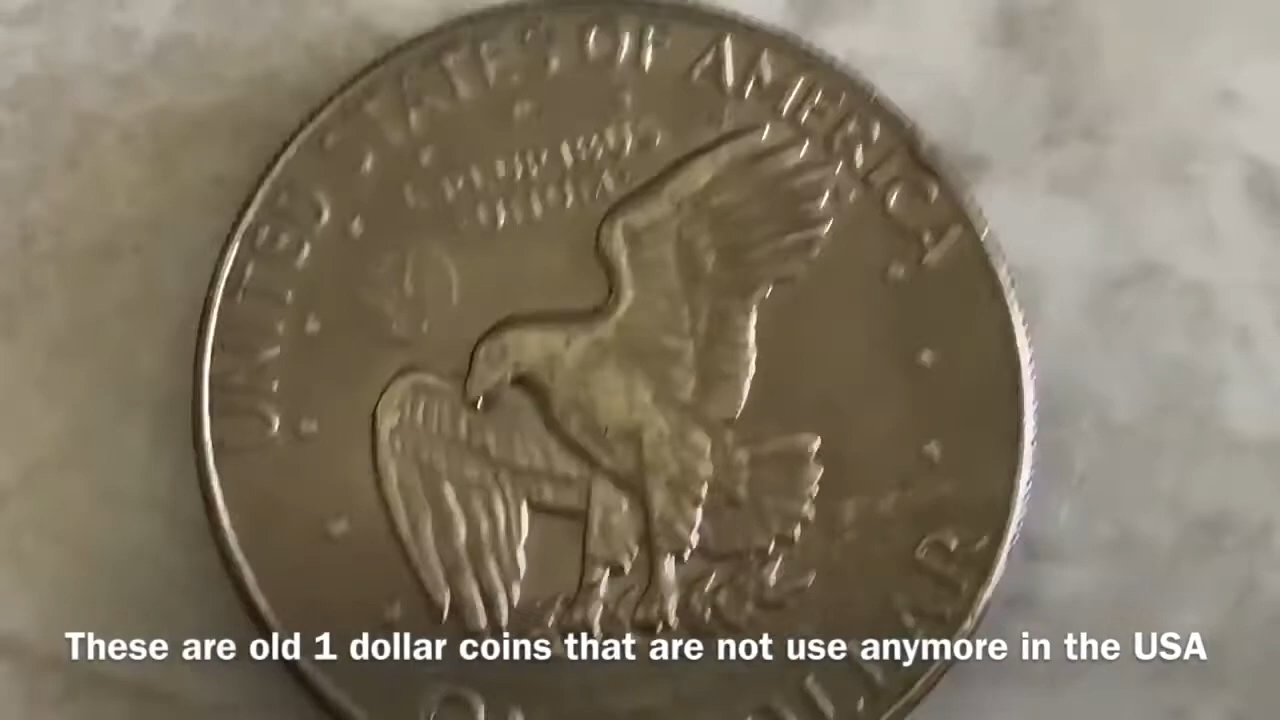 UNITED STATES OF AMERICA
E PLURIBUS
UNUM
These are old 1 dollar coins that are not use anymore in the USA